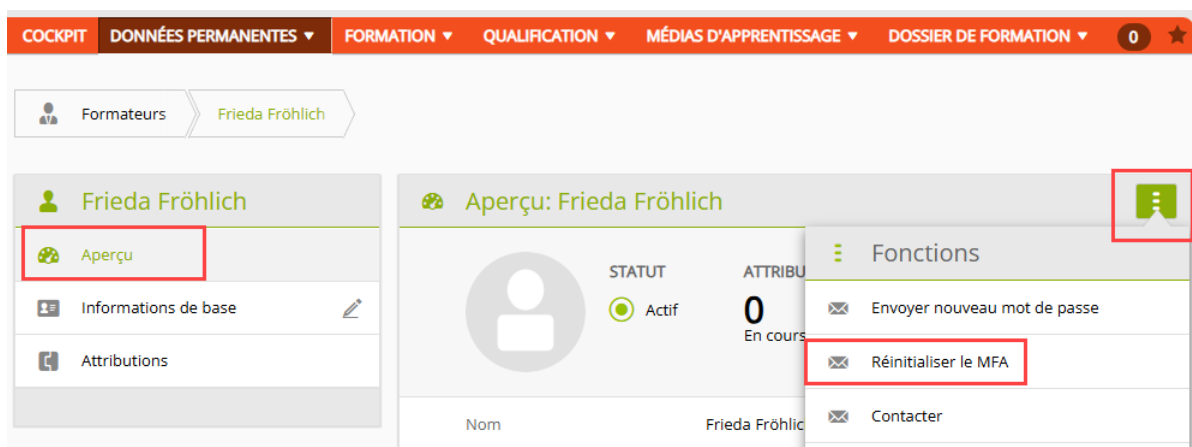 COCKPIT DONNÉES PERMANENTES FORMATION QUALIFICATION MÉDIAS D'APPRENTISSAGE DOSSIER DE FORMATION 0
Formateurs Frieda Fröhlich
Frieda Fröhlich
Aperçu
Informations de base
Attributions
Aperçu: Frieda Fröhlich
STATUT
Actif
ATTRIBU
0
En cours
Nom Frieda Fröhlic
Fonctions
Envoyer nouveau mot de passe
Réinitialiser le MFA
Contacter